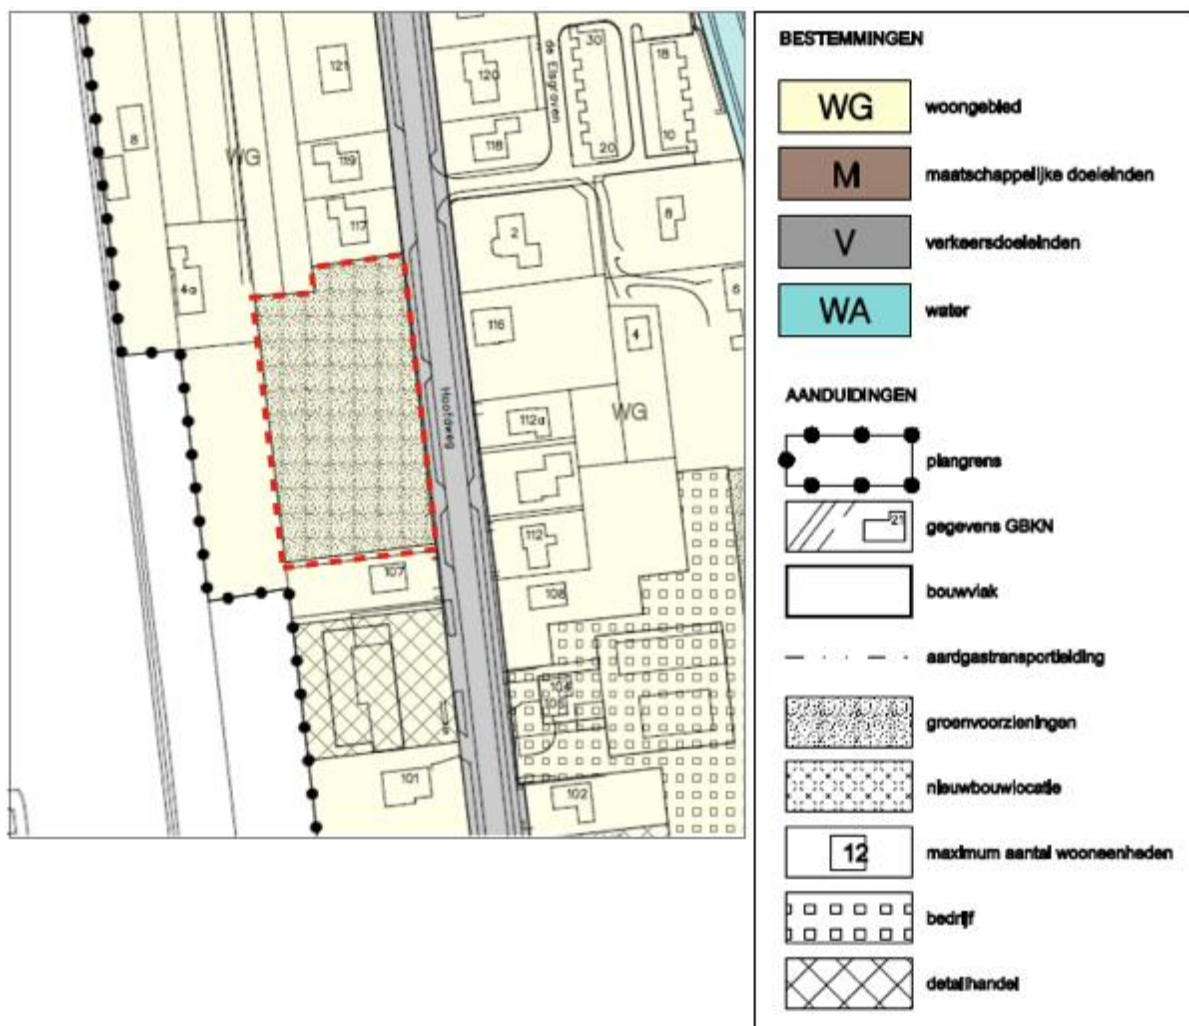 121
120
de Elsgraven
30
18
8
WG
119
118
20
10
117
2
8
4a
6
116
4
Hoofdweg
112a
WG
112
107
108
101
102
BESTEMMINGEN
WG woongebied
M maatschappelijke doeleinden
V verkeersdoeleinden
WA water
AANDUIDINGEN
plangrens
21 gegevens GBKN
bouwvlak
aardgastransportleiding
groenvoorzieningen
nieuwbouwlocatie
12 maximum aantal wooneenheden
bedrijf
detailhandel